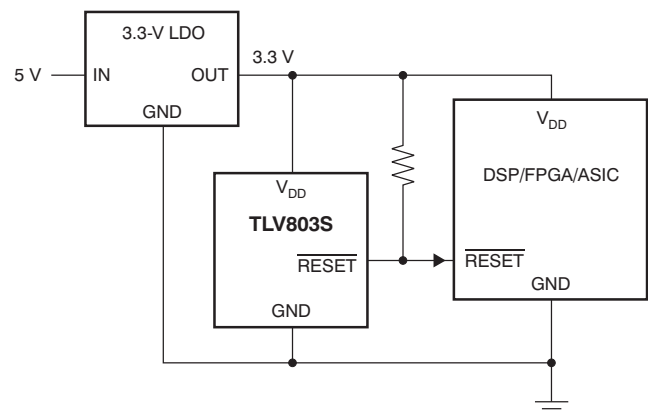 3.3-V LDO
3.3 V
5 V
IN
OUT
GND
V_DD
DSP/FPGA/ASIC
V_DD
TLV803S
RESET
RESET
GND
GND